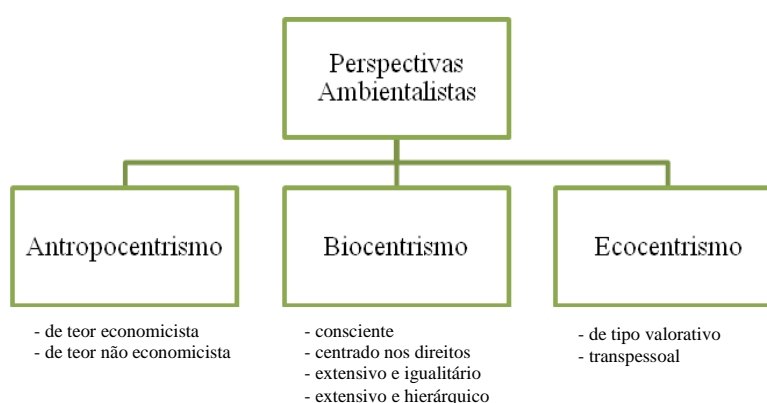 Perspectivas
Ambientalistas
Antropocentrismo
Biocentrismo
Ecocentrismo
- de teor economicista
- de teor não economicista
- consciente
- centrado nos direitos
- extensivo e igualitário
- extensivo e hierárquico
- de tipo valorativo
- transpessoal